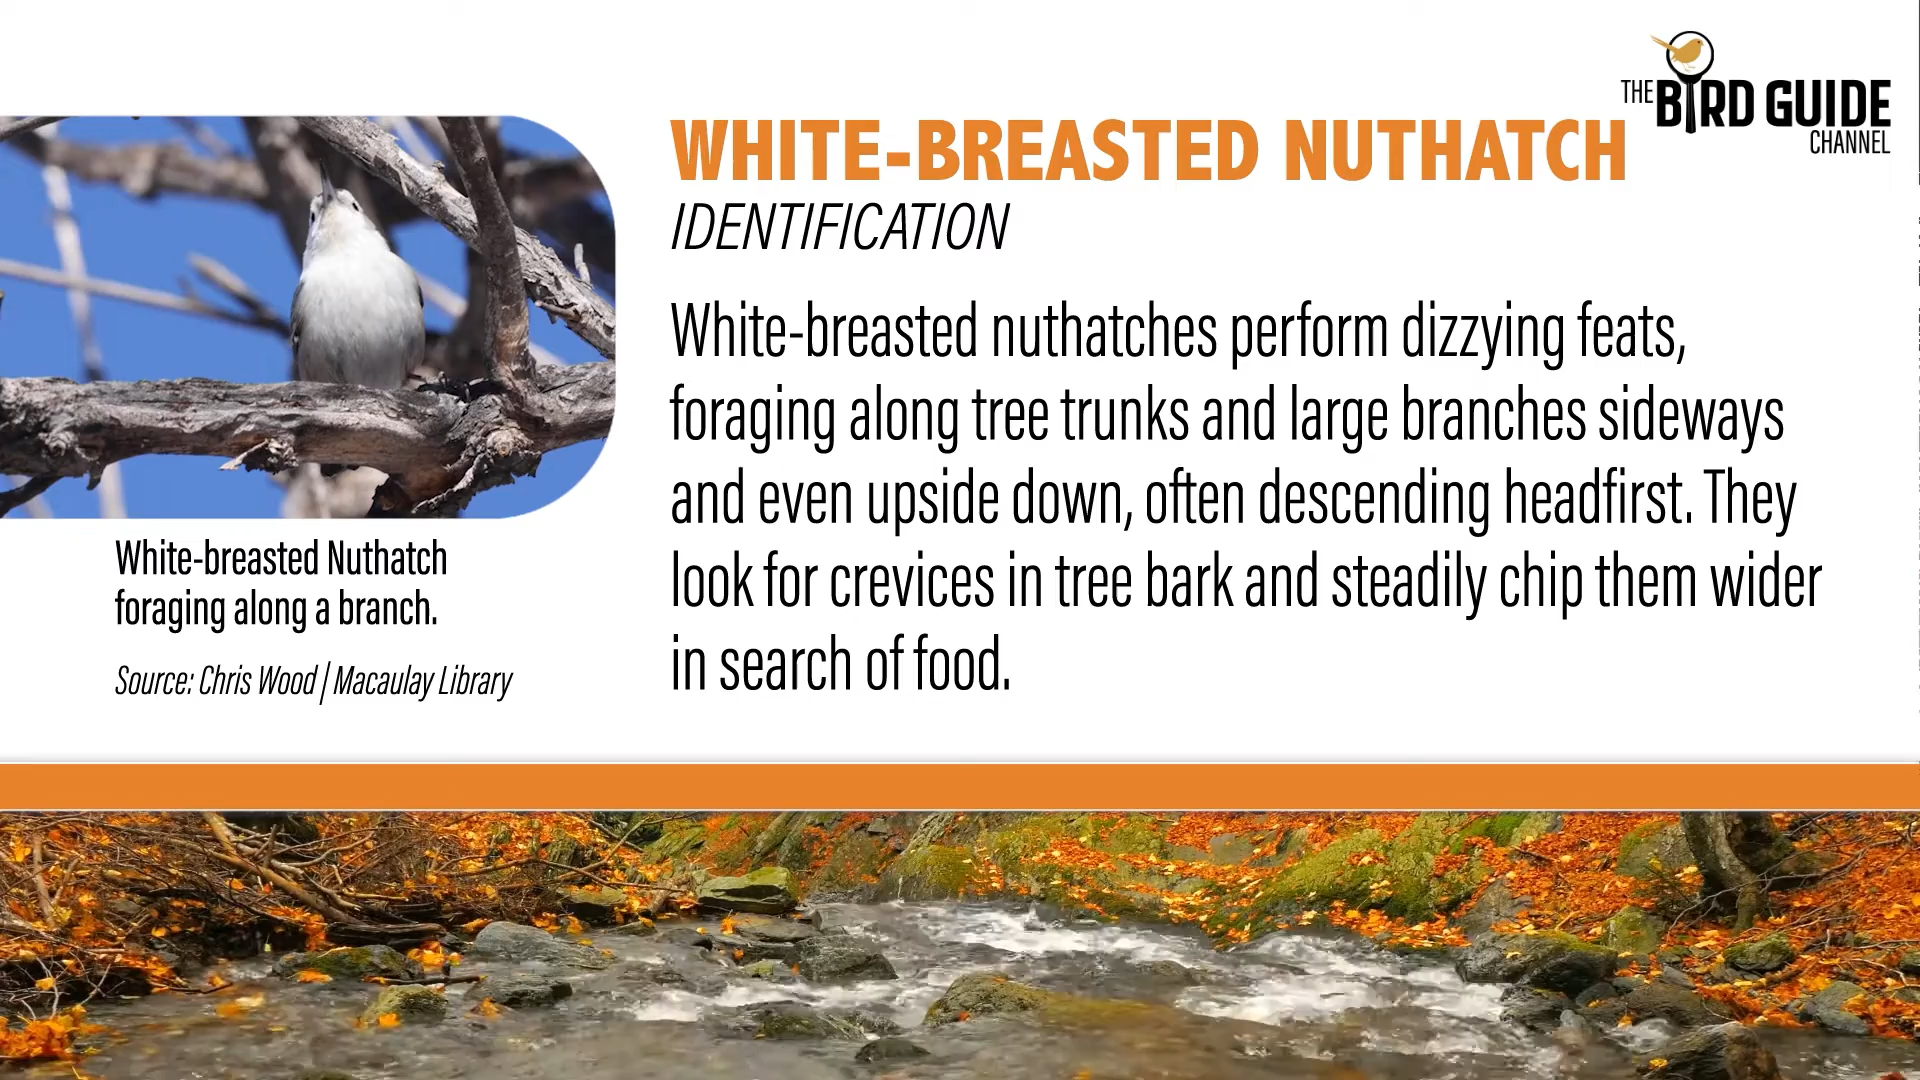 THE BIRD GUIDE
CHANNEL
WHITE-BREASTED NUTHATCH
IDENTIFICATION
White-breasted nuthatches perform dizzying feats,
foraging along tree trunks and large branches sideways
and even upside down, often descending headfirst. They
look for crevices in tree bark and steadily chip them wider
in search of food.
White-breasted Nuthatch
foraging along a branch.
Source: Chris Wood | Macaulay Library